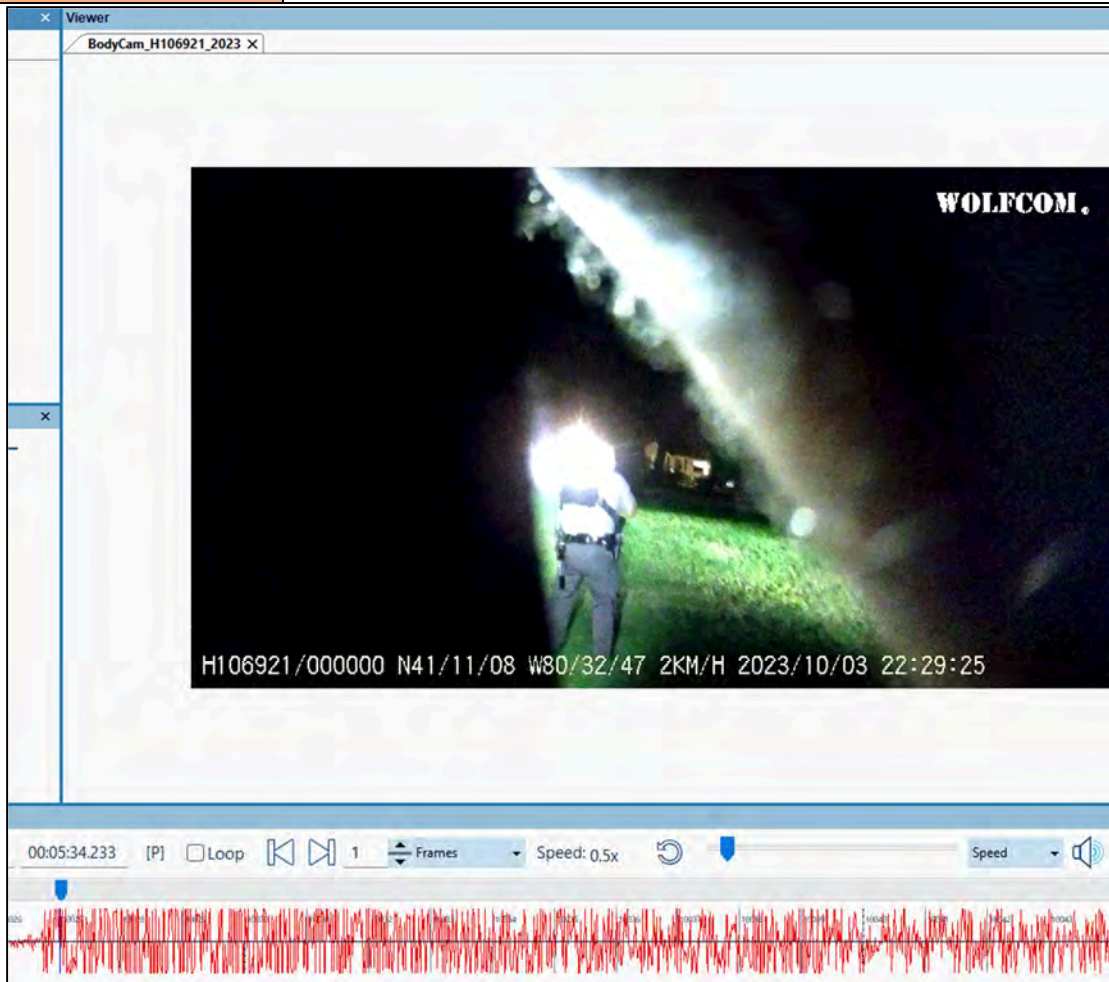 Viewer
BodyCam_H106921_2023
WOLFCOM.
H106921/000000 N41/11/08 W80/32/47 2KM/H 2023/10/03 22:29:25
00:05:34.233 [P] Loop 1 Frames Speed: 0.5x Speed